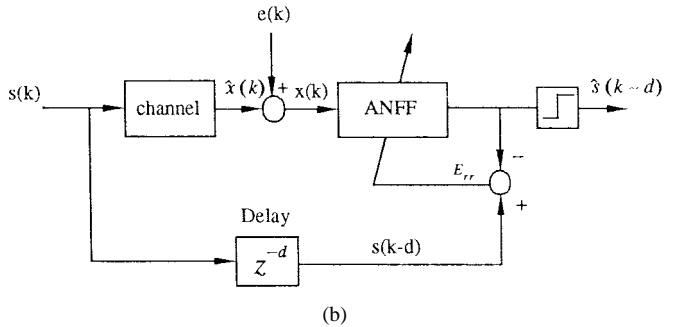 e(k)
s(k)
channel
x̂(k)
+
x(k)
ANFF
ŝ(k-d)
−
E_rr
+
Delay
z^-d
s(k-d)
(b)